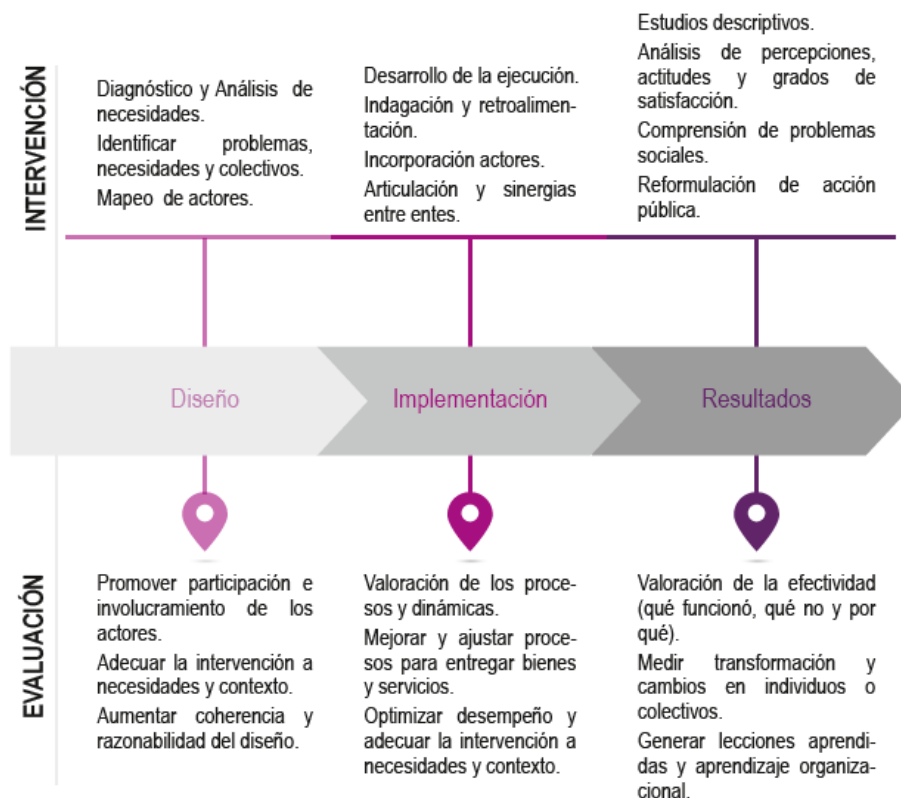 INTERVENCIÓN
Diagnóstico y Análisis de
necesidades.
Identificar problemas,
necesidades y colectivos.
Mapeo de actores.
Desarrollo de la ejecución.
Indagación y retroalimen-
tación.
Incorporación actores.
Articulación y sinergias
entre entes.
Estudios descriptivos.
Análisis de percepciones,
actitudes y grados de
satisfacción.
Comprensión de problemas
sociales.
Reformulación de acción
pública.
Diseño
Implementación
Resultados
EVALUACIÓN
Promover participación e
involucramiento de los
actores.
Adecuar la intervención a
necesidades y contexto.
Aumentar coherencia y
razonabilidad del diseño.
Valoración de los proce-
sos y dinámicas.
Mejorar y ajustar proce-
sos para entregar bienes
y servicios.
Optimizar desempeño y
adecuar la intervención a
necesidades y contexto.
Valoración de la efectividad
(qué funcionó, qué no y por
qué).
Medir transformación y
cambios en individuos o
colectivos.
Generar lecciones aprendi-
das y aprendizaje organiza-
cional.